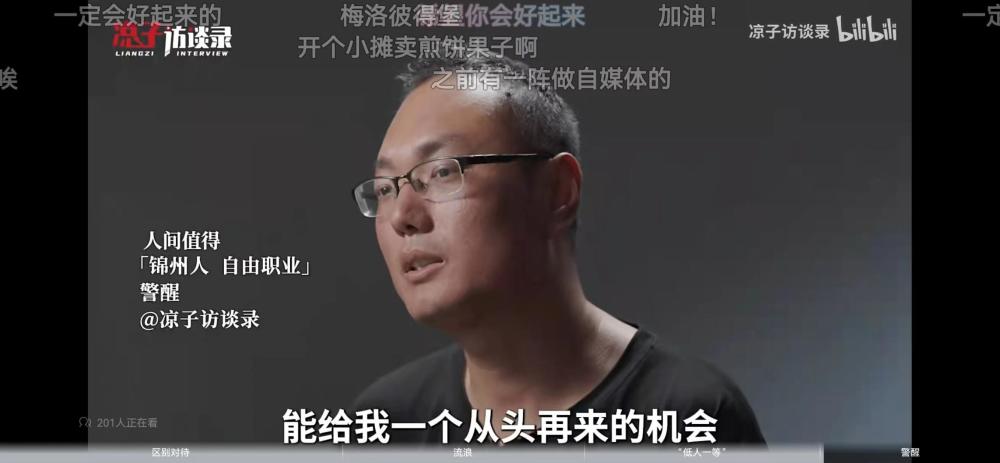 一定会好起来的
梅洛彼得堡
你会好起来
加油！
一定
凉子访谈录
LIANGZI INTERVIEW
凉子访谈录 bilibili
开个小摊卖煎饼果子啊
唉
之前有一阵做自媒体的
人间值得
「锦州人 自由职业」
警醒
@凉子访谈录
201人正在看
能给我一个从头再来的机会
区别对待
流浪
“低人一等”
警醒